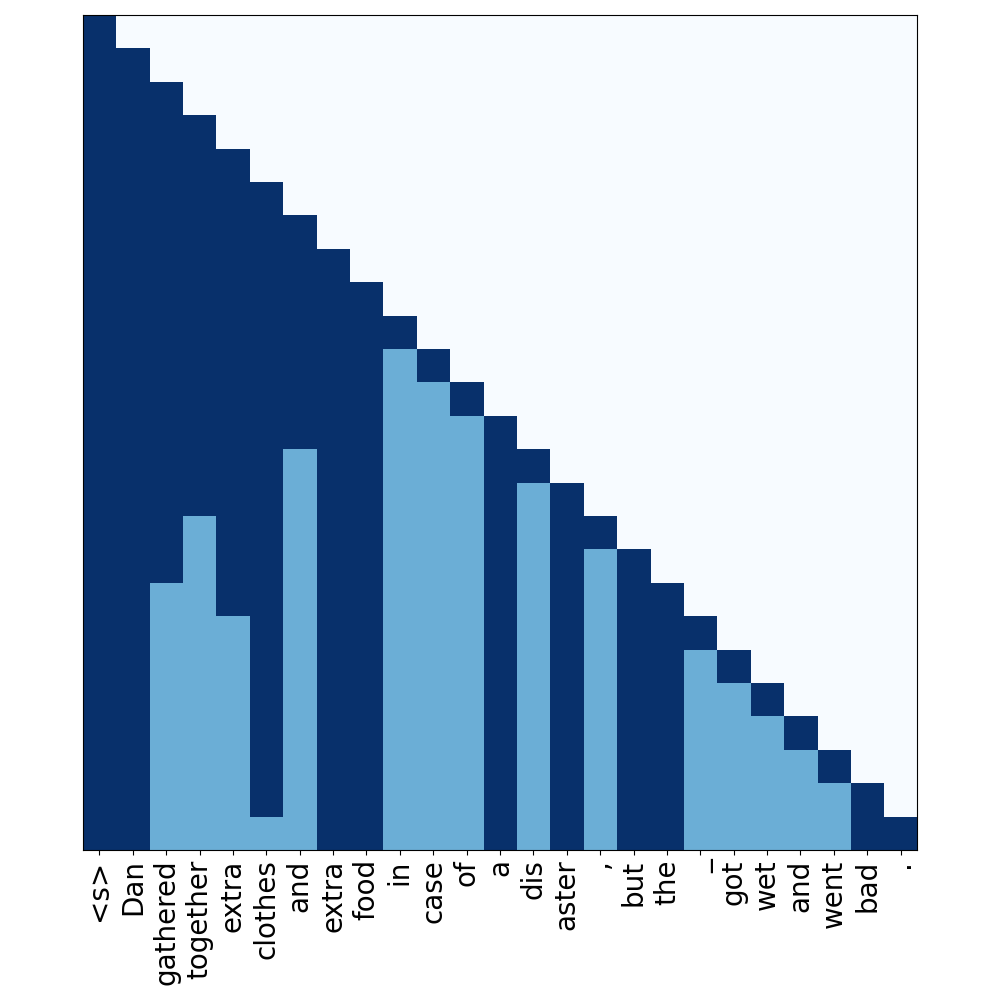 <s>
Dan
gathered
together
extra
clothes
and
extra
food
in
case
of
a
dis
aster
,
but
the
_
got
wet
and
went
bad
.